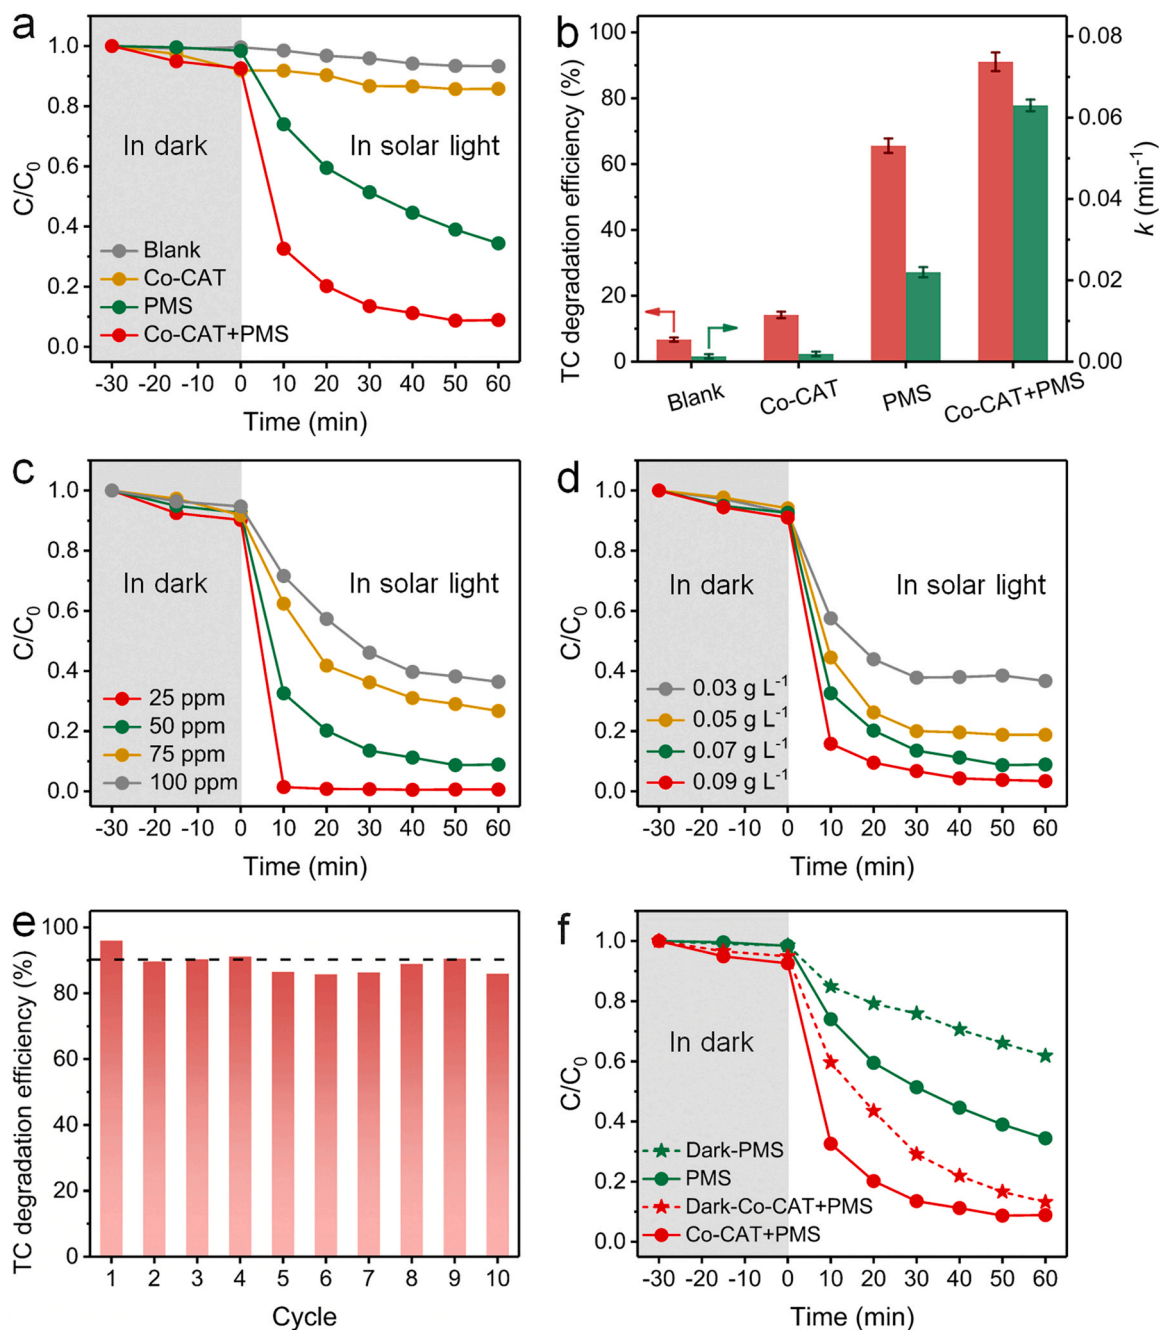 a
C/C0
1.0
0.8
0.6
0.4
0.2
0.0
In dark
In solar light
Blank
Co-CAT
PMS
Co-CAT+PMS
-30 -20 -10 0 10 20 30 40 50 60
Time (min)
b
TC degradation efficiency (%)
100
80
60
40
20
0
k (min-1)
0.08
0.06
0.04
0.02
0.00
Blank Co-CAT PMS Co-CAT+PMS
c
C/C0
1.0
0.8
0.6
0.4
0.2
0.0
In dark
In solar light
25 ppm
50 ppm
75 ppm
100 ppm
-30 -20 -10 0 10 20 30 40 50 60
Time (min)
d
C/C0
1.0
0.8
0.6
0.4
0.2
0.0
In dark
In solar light
0.03 g L-1
0.05 g L-1
0.07 g L-1
0.09 g L-1
-30 -20 -10 0 10 20 30 40 50 60
Time (min)
e
TC degradation efficiency (%)
100
80
60
40
20
0
1 2 3 4 5 6 7 8 9 10
Cycle
f
C/C0
1.0
0.8
0.6
0.4
0.2
0.0
In dark
Dark-PMS
PMS
Dark-Co-CAT+PMS
Co-CAT+PMS
-30 -20 -10 0 10 20 30 40 50 60
Time (min)